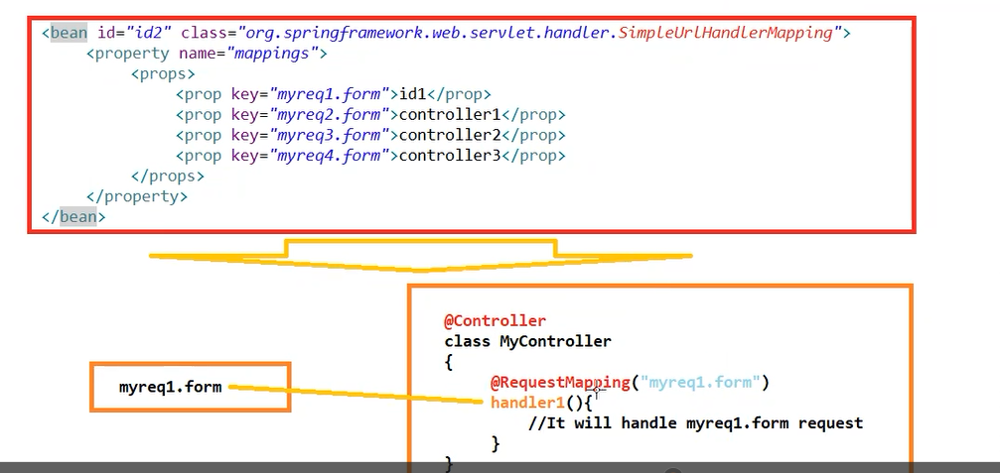 <bean id="id2" class="org.springframework.web.servlet.handler.SimpleUrlHandlerMapping">
<property name="mappings">
<props>
<prop key="myreq1.form">id1</prop>
<prop key="myreq2.form">controller1</prop>
<prop key="myreq3.form">controller2</prop>
<prop key="myreq4.form">controller3</prop>
</props>
</property>
</bean>
@Controller
class MyController
{
@RequestMapping("myreq1.form")
myreq1.form
handler1(){
//It will handle myreq1.form request
}
}